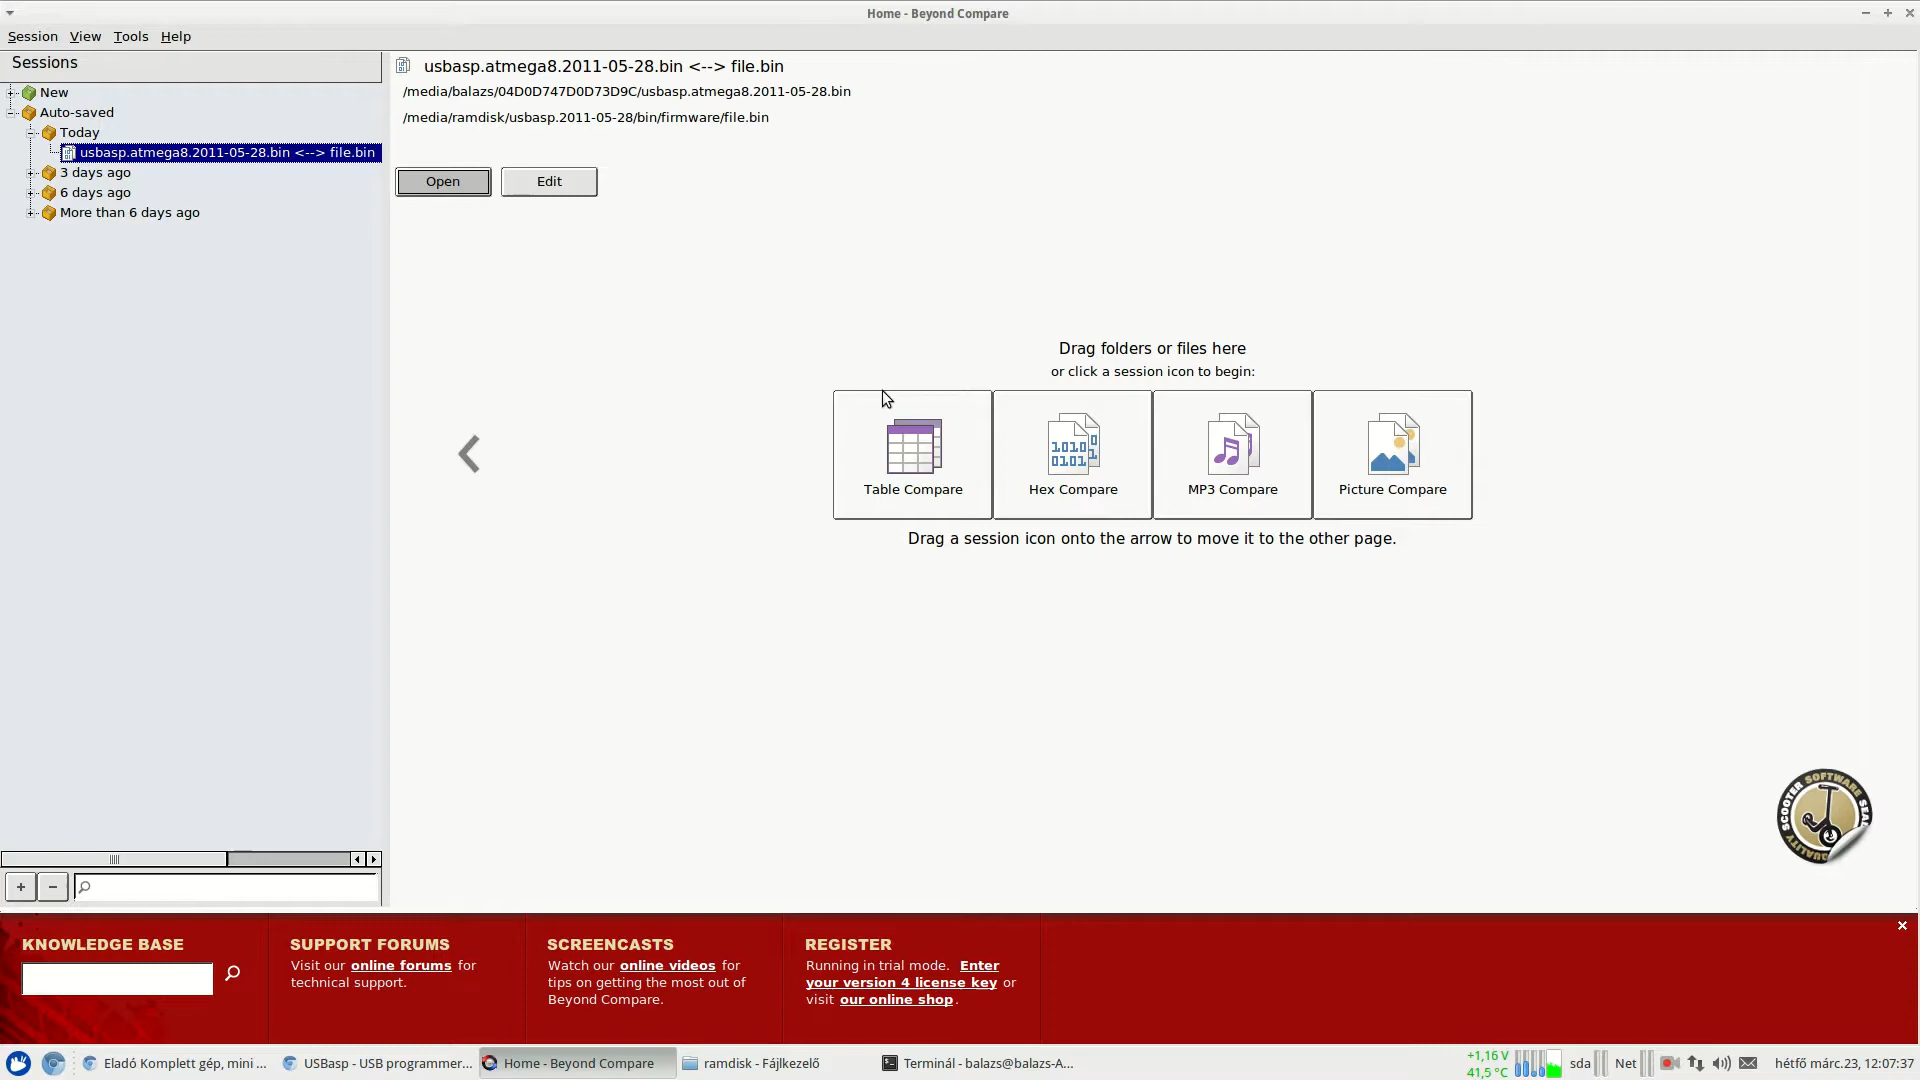 Home - Beyond Compare
Session View Tools Help
Sessions
New
Auto-saved
Today
usbasp.atmega8.2011-05-28.bin <--> file.bin
3 days ago
6 days ago
More than 6 days ago
usbasp.atmega8.2011-05-28.bin <--> file.bin
/media/balazs/04D0D747D0D73D9C/usbasp.atmega8.2011-05-28.bin
/media/ramdisk/usbasp.2011-05-28/bin/firmware/file.bin
Open Edit
Drag folders or files here
or click a session icon to begin:
1010 0
0101 1
Table Compare Hex Compare MP3 Compare Picture Compare
Drag a session icon onto the arrow to move it to the other page.
SCOOTER SOFTWARE SEAL
QUALITY
KNOWLEDGE BASE
SUPPORT FORUMS
Visit our online forums for
technical support.
SCREENCASTS
Watch our online videos for
tips on getting the most out of
Beyond Compare.
REGISTER
Running in trial mode. Enter
your version 4 license key or
visit our online shop.
Eladó Komplett gép, mini ... USBasp - USB programmer... Home - Beyond Compare ramdisk - Fájlkezelő Terminál - balazs@balazs-A...
+1,16 V
41,5 °C
sda Net hétfő márc.23, 12:07:37